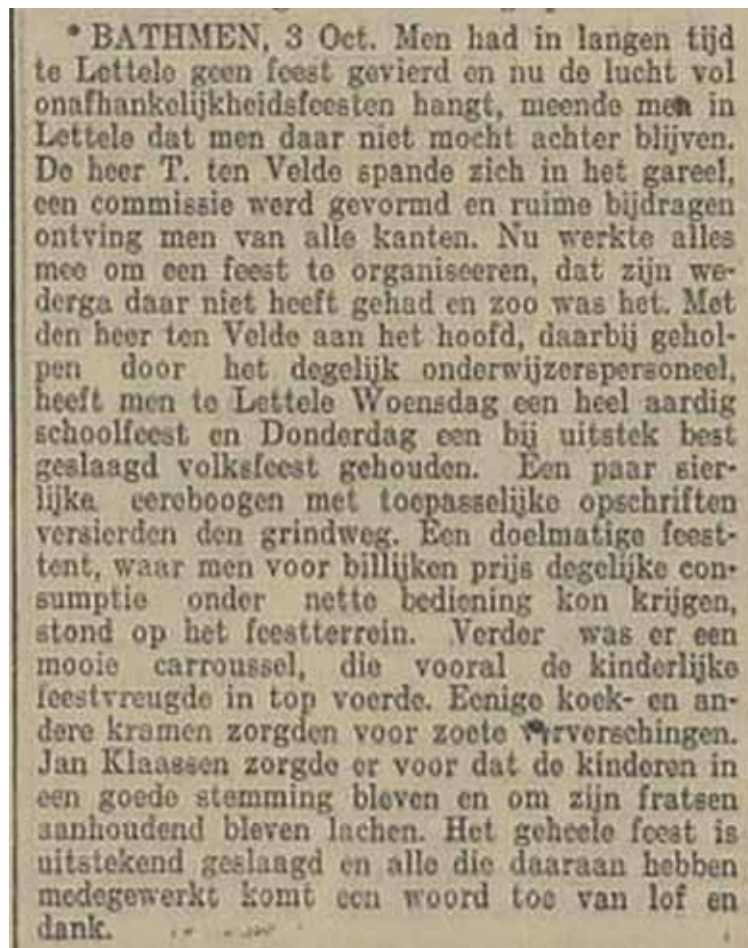 * BATHMEN, 3 Oct. Men had in langen tijd
te Lettele geen feest gevierd en nu de lucht vol
onafhankelijkheidsfeesten hangt, meende men in
Lettele dat men daar niet mocht achter blijven.
De heer T. ten Velde spande zich in het gareel,
een commissie werd gevormd en ruime bijdragen
ontving men van alle kanten. Nu werkte alles
mee om een feest te organiseeren, dat zijn we-
derga daar niet heeft gehad en zoo was het. Met
den heer ten Velde aan het hoofd, daarbij gehol-
pen door het degelijk onderwijzerspersoneel,
heeft men te Lettele Woensdag een heel aardig
schoolfeest en Donderdag een bij uitstek best
geslaagd volksfeest gehouden. Een paar sier-
lijke eereboogen met toepasselijke opschriften
versierden den grindweg. Een doelmatige feest-
tent, waar men voor billijken prijs degelijke con-
sumptie onder nette bediening kon krijgen,
stond op het feestterrein. Verder was er een
mooie carroussel, die vooral de kinderlijke
feestvreugde in top voerde. Eenige koek- en an-
dere kramen zorgden voor zoete ververschingen.
Jan Klaassen zorgde er voor dat de kinderen in
een goede stemming bleven en om zijn fratsen
aanhoudend bleven lachen. Het geheele feest is
uitstekend geslaagd en alle die daaraan hebben
medegewerkt komt een woord toe van lof en
dank.